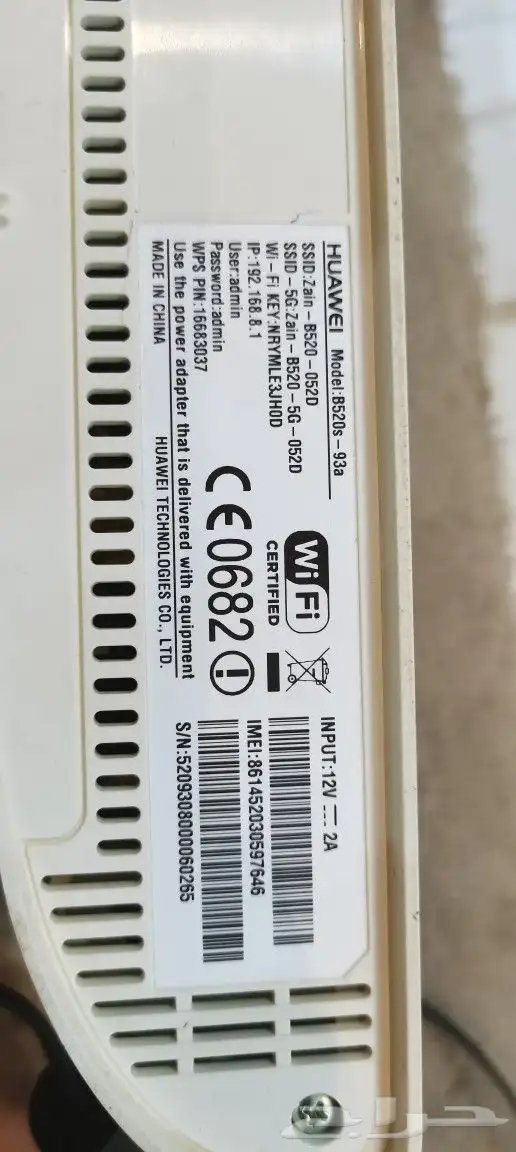 HUAWEI Model:B520s-93a
SSID:Zain-B520-052D
SSID-5G:Zain-B520-5G-052D
Wi-Fi KEY:NRYMLE3JH0D
IP:192.168.8.1
User:admin
Password:admin
WPS PIN:16683037
Use the power adapter that is delivered with equipment
MADE IN CHINA HUAWEI TECHNOLOGIES CO., LTD.
Wi Fi
CERTIFIED
CE0682
INPUT:12V 2A
IMEI:861452030597646
S/N:5209308000060265
حراج